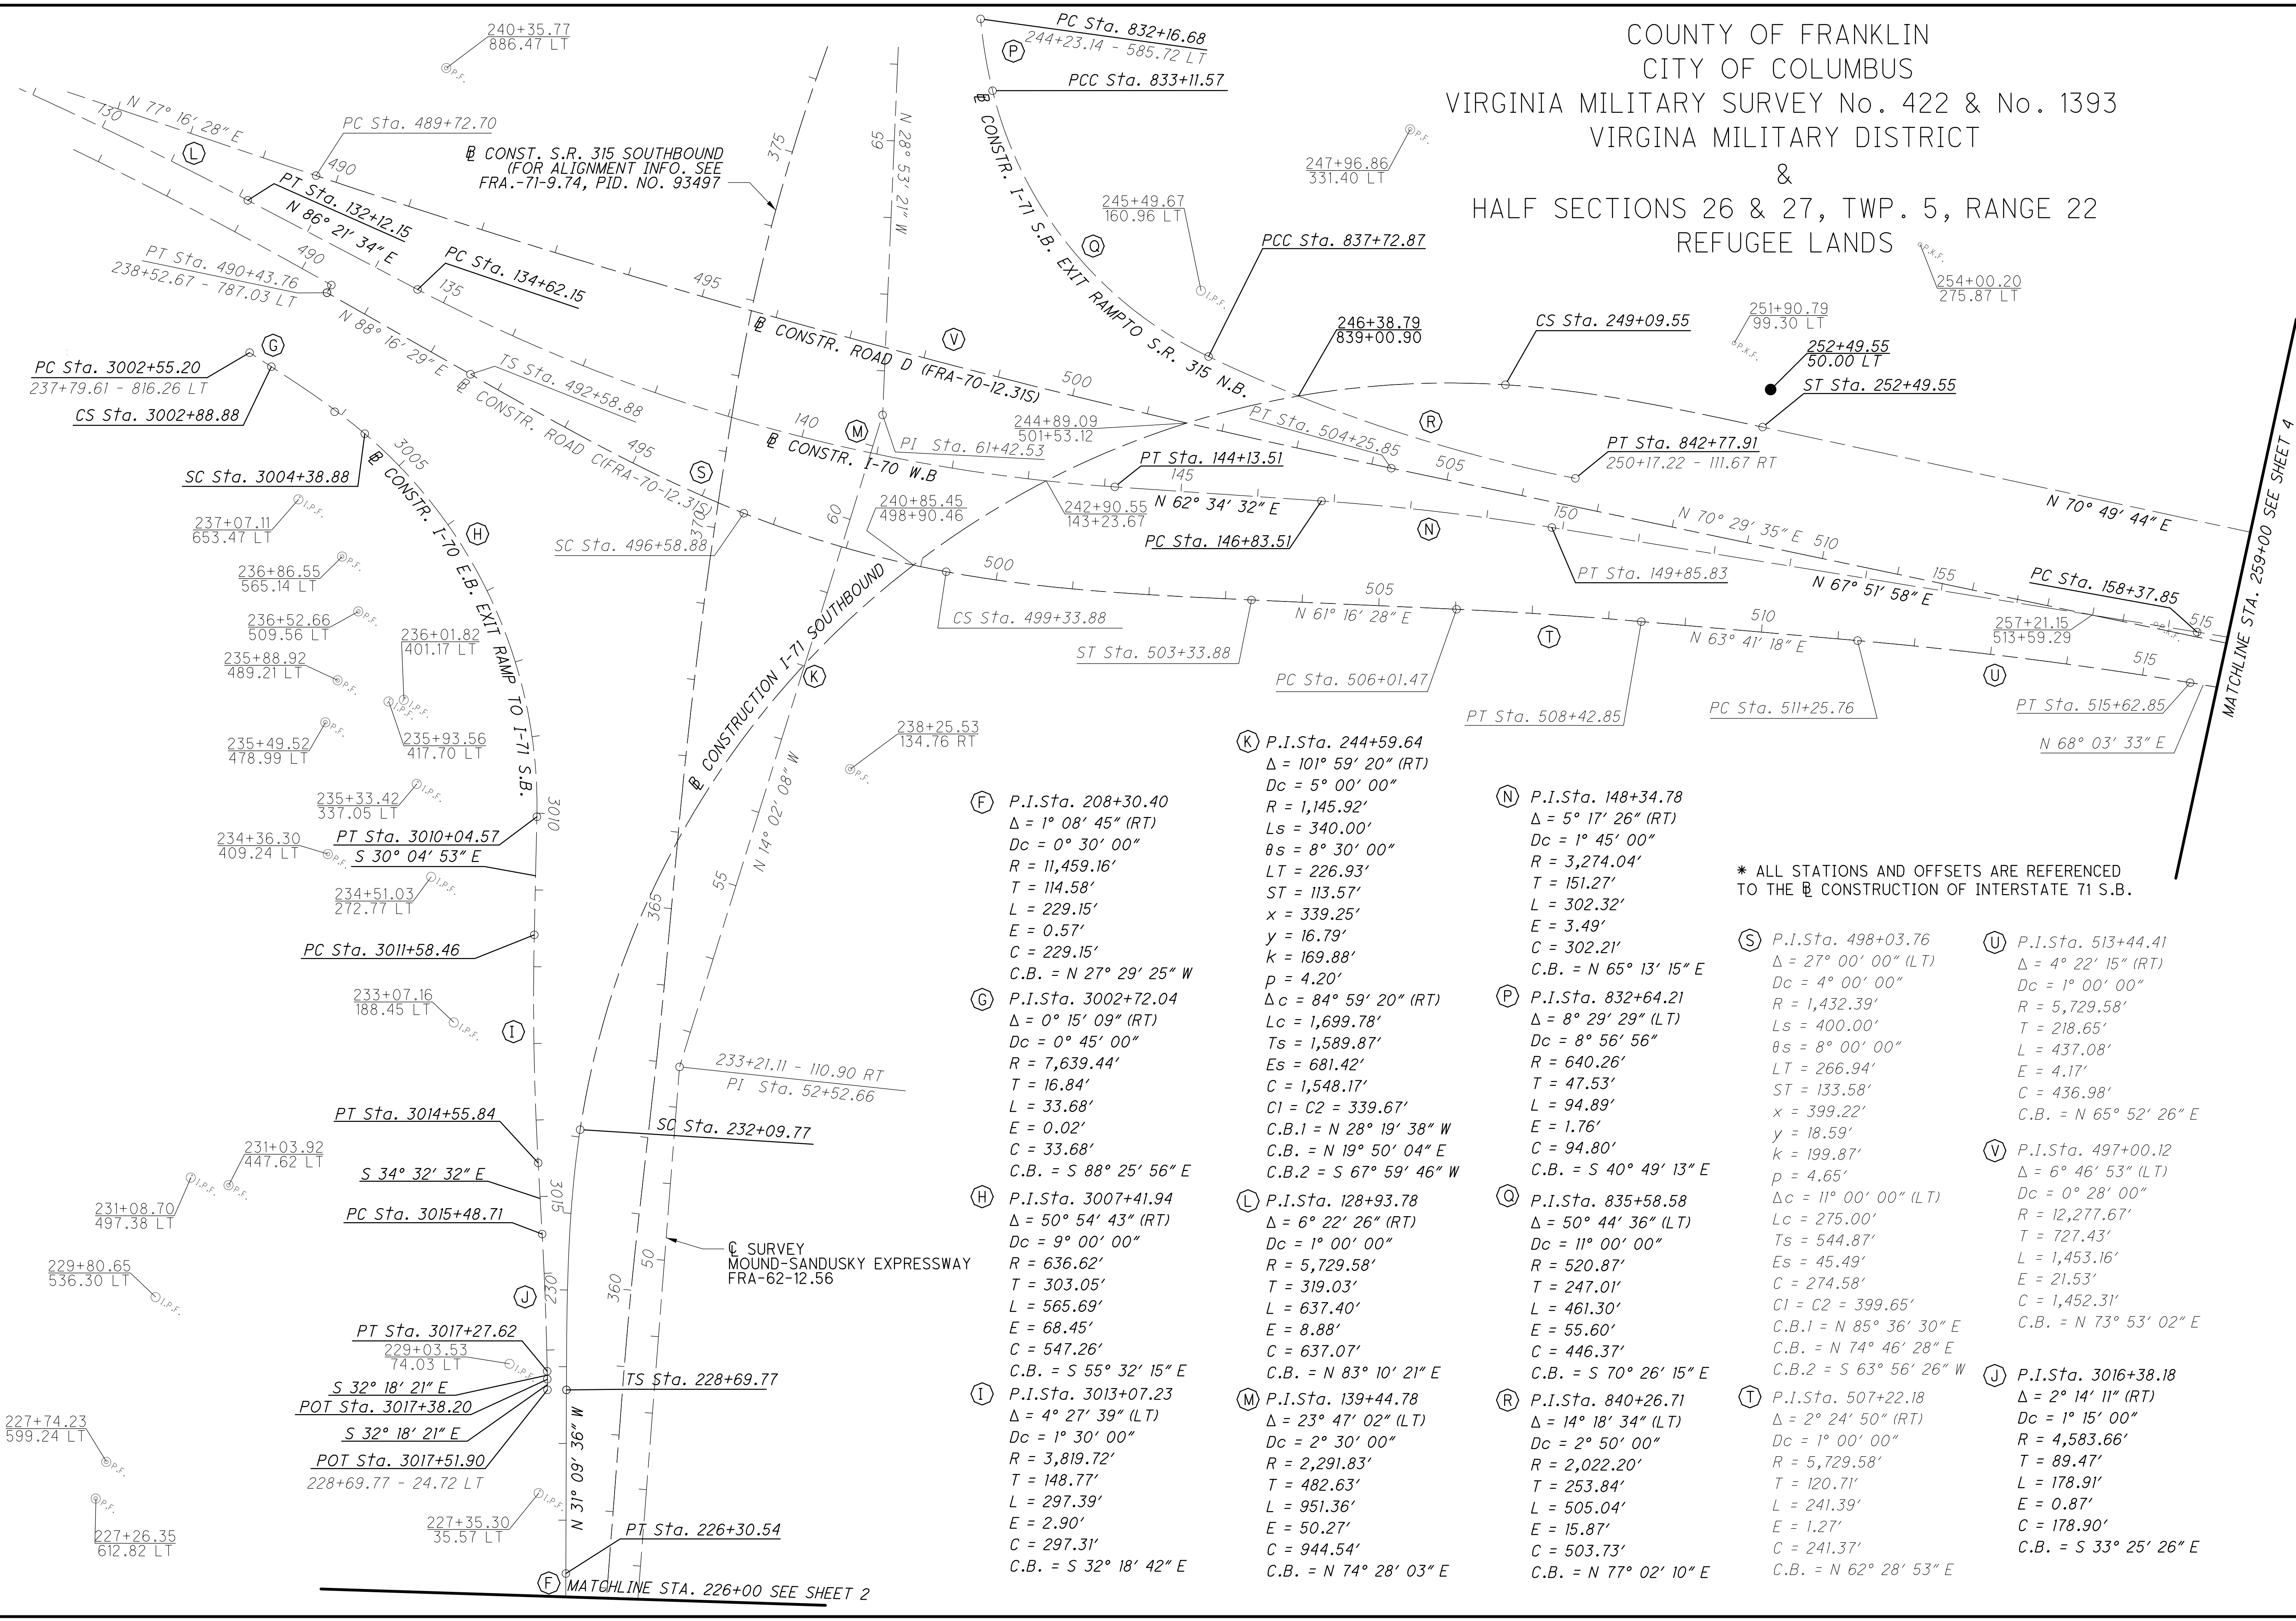 COUNTY OF FRANKLIN
CITY OF COLUMBUS
VIRGINIA MILITARY SURVEY No. 422 & No. 1393
VIRGINA MILITARY DISTRICT
&
HALF SECTIONS 26 & 27, TWP. 5, RANGE 22
REFUGEE LANDS
240+35.77
886.47 LT
P.F.
PC Sta. 832+16.68
244+23.14 - 585.72 LT
P
PCC Sta. 833+11.57
N 77° 16' 28" E
130
L
PC Sta. 489+72.70
490
℄ CONST. S.R. 315 SOUTHBOUND
(FOR ALIGNMENT INFO. SEE
FRA.-71-9.74, PID. NO. 93497
375
65
N 28° 53' 21" W
℄ CONSTR. I-71 S.B. EXIT RAMPTO S.R. 315 N.B.
247+96.86
331.40 LT
P.F.
245+49.67
160.96 LT
I.P.F.
Q
PCC Sta. 837+72.87
PT Sta. 132+12.15
N 86° 21' 34" E
PC Sta. 134+62.15
135
490
PT Sta. 490+43.76
238+52.67 - 787.03 LT
N 88° 16' 29" E
495
℄ CONSTR. ROAD D (FRA-70-12.31S)
V
500
246+38.79
839+00.90
CS Sta. 249+09.55
P.K.F.
254+00.20
275.87 LT
251+90.79
99.30 LT
P.K.F.
252+49.55
50.00 LT
ST Sta. 252+49.55
G
PC Sta. 3002+55.20
237+79.61 - 816.26 LT
CS Sta. 3002+88.88
TS Sta. 492+58.88
℄ CONSTR. ROAD C(FRA-70-12.31S)
495
S
140
M
℄ CONSTR. I-70 W.B
PI Sta. 61+42.53
244+89.09
501+53.12
PT Sta. 504+25.85
R
505
PT Sta. 842+77.91
250+17.22 - 111.67 RT
SC Sta. 3004+38.88
3005
℄ CONSTR. I-70 E.B. EXIT RAMP TO I-71 S.B.
H
PT Sta. 144+13.51
145
N 62° 34' 32" E
PC Sta. 146+83.51
242+90.55
143+23.67
240+85.45
498+90.46
60
370
SC Sta. 496+58.88
N
150
N 70° 29' 35" E
510
N 70° 49' 44" E
MATCHLINE STA. 259+00 SEE SHEET 4
PT Sta. 149+85.83
N 67° 51' 58" E
155
PC Sta. 158+37.85
515
257+21.15
513+59.29
P.K.F.
237+07.11
653.47 LT
I.P.F.
236+86.55
565.14 LT
P.F.
236+52.66
509.56 LT
P.F.
236+01.82
401.17 LT
I.P.F.
235+88.92
489.21 LT
P.F.
235+93.56
417.70 LT
I.P.F.
235+49.52
478.99 LT
P.F.
235+33.42
337.05 LT
I.P.F.
234+36.30
409.24 LT
P.F.
234+51.03
272.77 LT
I.P.F.
CS Sta. 499+33.88
500
ST Sta. 503+33.88
N 61° 16' 28" E
505
PC Sta. 506+01.47
T
PT Sta. 508+42.85
510
N 63° 41' 18" E
PC Sta. 511+25.76
U
515
PT Sta. 515+62.85
N 68° 03' 33" E
℄ CONSTRUCTION I-71 SOUTHBOUND
K
238+25.53
134.76 RT
P.F.
N 14° 02' 08" W
55
365
3010
PT Sta. 3010+04.57
S 30° 04' 53" E
PC Sta. 3011+58.46
233+07.16
188.45 LT
I.P.F.
I
233+21.11 - 110.90 RT
PI Sta. 52+52.66
SC Sta. 232+09.77
PT Sta. 3014+55.84
231+03.92
447.62 LT
P.F.
231+08.70
497.38 LT
I.P.F.
S 34° 32' 32" E
3015
PC Sta. 3015+48.71
229+80.65
536.30 LT
I.P.F.
J
230
360
50
℄ SURVEY
MOUND-SANDUSKY EXPRESSWAY
FRA-62-12.56
PT Sta. 3017+27.62
229+03.53
74.03 LT
I.P.F.
S 32° 18' 21" E
POT Sta. 3017+38.20
S 32° 18' 21" E
POT Sta. 3017+51.90
228+69.77 - 24.72 LT
TS Sta. 228+69.77
N 31° 09' 36" W
227+74.23
599.24 LT
P.F.
227+26.35
612.82 LT
P.F.
227+35.30
35.57 LT
I.P.F.
PT Sta. 226+30.54
F
MATCHLINE STA. 226+00 SEE SHEET 2
F P.I.Sta. 208+30.40
Δ = 1° 08' 45" (RT)
Dc = 0° 30' 00"
R = 11,459.16'
T = 114.58'
L = 229.15'
E = 0.57'
C = 229.15'
C.B. = N 27° 29' 25" W
G P.I.Sta. 3002+72.04
Δ = 0° 15' 09" (RT)
Dc = 0° 45' 00"
R = 7,639.44'
T = 16.84'
L = 33.68'
E = 0.02'
C = 33.68'
C.B. = S 88° 25' 56" E
H P.I.Sta. 3007+41.94
Δ = 50° 54' 43" (RT)
Dc = 9° 00' 00"
R = 636.62'
T = 303.05'
L = 565.69'
E = 68.45'
C = 547.26'
C.B. = S 55° 32' 15" E
I P.I.Sta. 3013+07.23
Δ = 4° 27' 39" (LT)
Dc = 1° 30' 00"
R = 3,819.72'
T = 148.77'
L = 297.39'
E = 2.90'
C = 297.31'
C.B. = S 32° 18' 42" E
K P.I.Sta. 244+59.64
Δ = 101° 59' 20" (RT)
Dc = 5° 00' 00"
R = 1,145.92'
Ls = 340.00'
θs = 8° 30' 00"
LT = 226.93'
ST = 113.57'
x = 339.25'
y = 16.79'
k = 169.88'
p = 4.20'
Δc = 84° 59' 20" (RT)
Lc = 1,699.78'
Ts = 1,589.87'
Es = 681.42'
C = 1,548.17'
C1 = C2 = 339.67'
C.B.1 = N 28° 19' 38" W
C.B. = N 19° 50' 04" E
C.B.2 = S 67° 59' 46" W
L P.I.Sta. 128+93.78
Δ = 6° 22' 26" (RT)
Dc = 1° 00' 00"
R = 5,729.58'
T = 319.03'
L = 637.40'
E = 8.88'
C = 637.07'
C.B. = N 83° 10' 21" E
M P.I.Sta. 139+44.78
Δ = 23° 47' 02" (LT)
Dc = 2° 30' 00"
R = 2,291.83'
T = 482.63'
L = 951.36'
E = 50.27'
C = 944.54'
C.B. = N 74° 28' 03" E
N P.I.Sta. 148+34.78
Δ = 5° 17' 26" (RT)
Dc = 1° 45' 00"
R = 3,274.04'
T = 151.27'
L = 302.32'
E = 3.49'
C = 302.21'
C.B. = N 65° 13' 15" E
P P.I.Sta. 832+64.21
Δ = 8° 29' 29" (LT)
Dc = 8° 56' 56"
R = 640.26'
T = 47.53'
L = 94.89'
E = 1.76'
C = 94.80'
C.B. = S 40° 49' 13" E
Q P.I.Sta. 835+58.58
Δ = 50° 44' 36" (LT)
Dc = 11° 00' 00"
R = 520.87'
T = 247.01'
L = 461.30'
E = 55.60'
C = 446.37'
C.B. = S 70° 26' 15" E
R P.I.Sta. 840+26.71
Δ = 14° 18' 34" (LT)
Dc = 2° 50' 00"
R = 2,022.20'
T = 253.84'
L = 505.04'
E = 15.87'
C = 503.73'
C.B. = N 77° 02' 10" E
* ALL STATIONS AND OFFSETS ARE REFERENCED
TO THE ℄ CONSTRUCTION OF INTERSTATE 71 S.B.
S P.I.Sta. 498+03.76
Δ = 27° 00' 00" (LT)
Dc = 4° 00' 00"
R = 1,432.39'
Ls = 400.00'
θs = 8° 00' 00"
LT = 266.94'
ST = 133.58'
x = 399.22'
y = 18.59'
k = 199.87'
p = 4.65'
Δc = 11° 00' 00" (LT)
Lc = 275.00'
Ts = 544.87'
Es = 45.49'
C = 274.58'
C1 = C2 = 399.65'
C.B.1 = N 85° 36' 30" E
C.B. = N 74° 46' 28" E
C.B.2 = S 63° 56' 26" W
T P.I.Sta. 507+22.18
Δ = 2° 24' 50" (RT)
Dc = 1° 00' 00"
R = 5,729.58'
T = 120.71'
L = 241.39'
E = 1.27'
C = 241.37'
C.B. = N 62° 28' 53" E
U P.I.Sta. 513+44.41
Δ = 4° 22' 15" (RT)
Dc = 1° 00' 00"
R = 5,729.58'
T = 218.65'
L = 437.08'
E = 4.17'
C = 436.98'
C.B. = N 65° 52' 26" E
V P.I.Sta. 497+00.12
Δ = 6° 46' 53" (LT)
Dc = 0° 28' 00"
R = 12,277.67'
T = 727.43'
L = 1,453.16'
E = 21.53'
C = 1,452.31'
C.B. = N 73° 53' 02" E
J P.I.Sta. 3016+38.18
Δ = 2° 14' 11" (RT)
Dc = 1° 15' 00"
R = 4,583.66'
T = 89.47'
L = 178.91'
E = 0.87'
C = 178.90'
C.B. = S 33° 25' 26" E